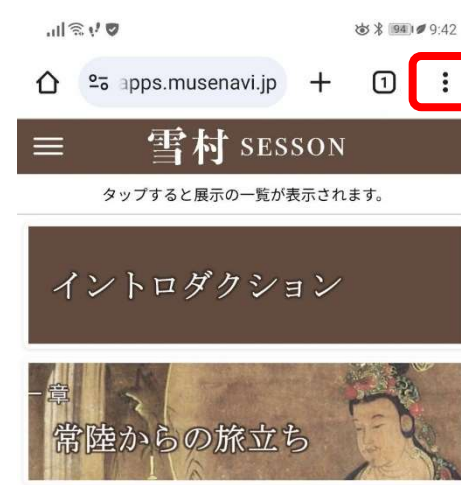 94 9:42
apps.musenavi.jp 1
雪村 SESSON
タップすると展示の一覧が表示されます。
イントロダクション
一章
常陸からの旅立ち